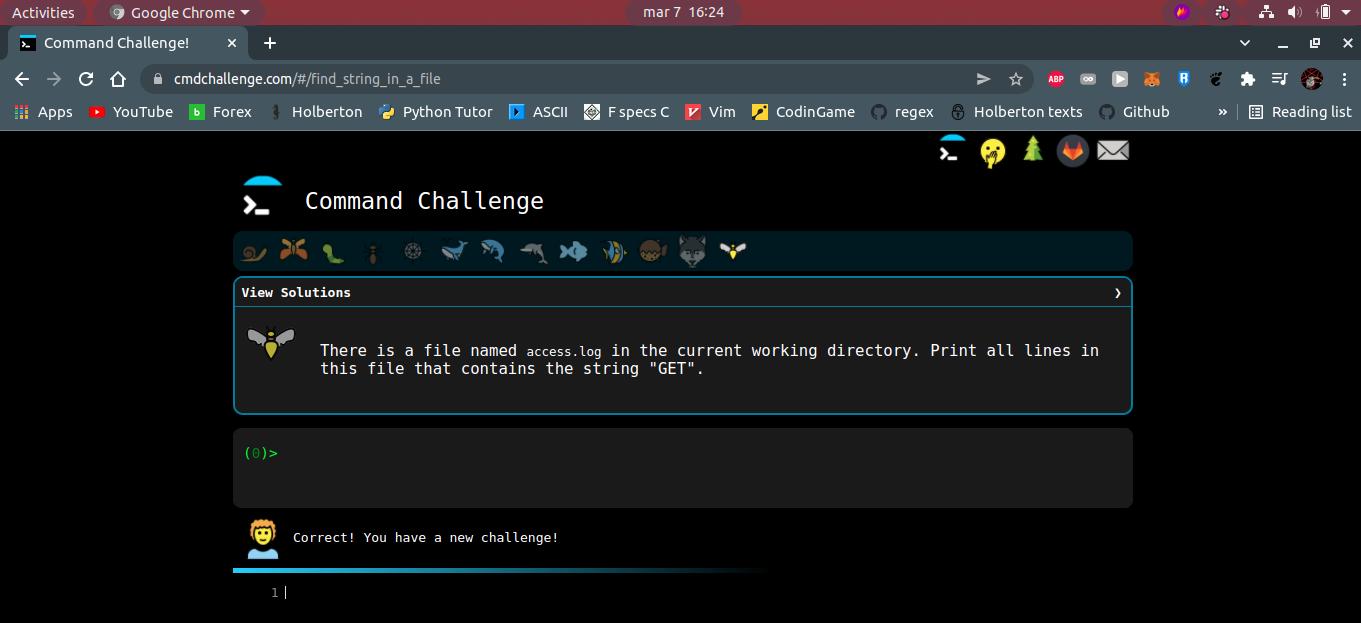 Activities
Google Chrome
mar 7 16:24
Command Challenge!
cmdchallenge.com/#/find_string_in_a_file
ABP
Apps
YouTube
b Forex
Holberton
Python Tutor
ASCII
F specs C
Vim
CodinGame
regex
Holberton texts
Github
»
Reading list
Command Challenge
View Solutions
There is a file named access.log in the current working directory. Print all lines in
this file that contains the string "GET".
(0)>
Correct! You have a new challenge!
1